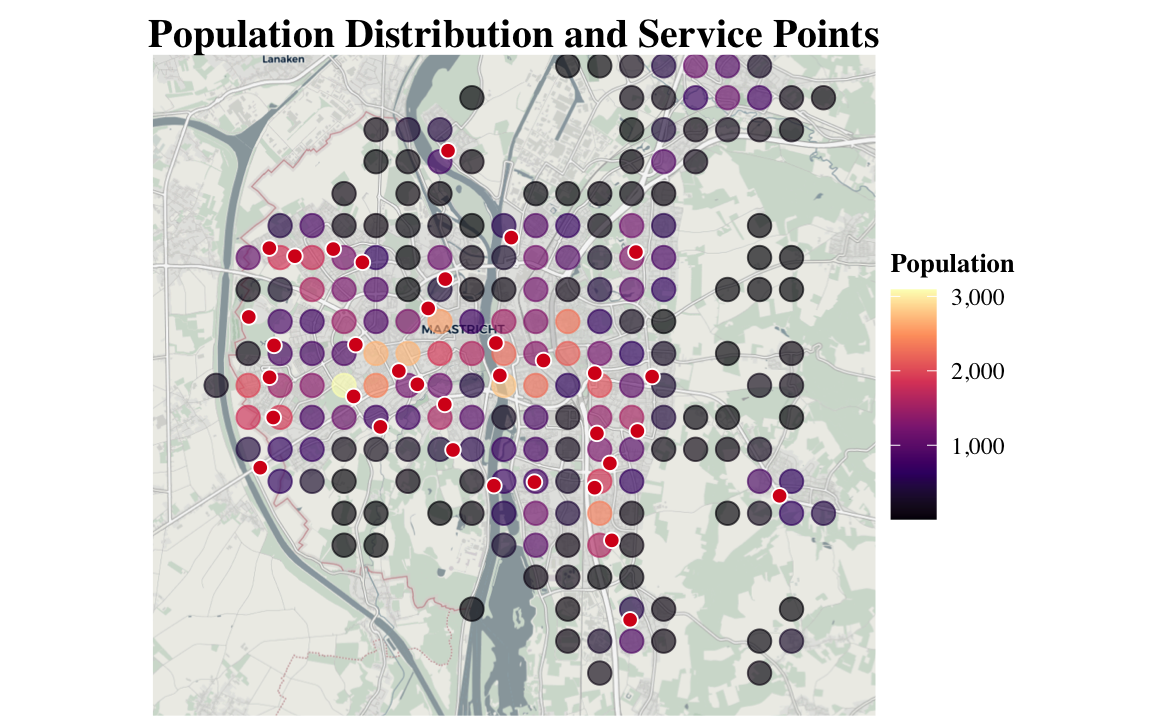 Population Distribution and Service Points
Lanaken
MAASTRICHT
Population
3,000
2,000
1,000